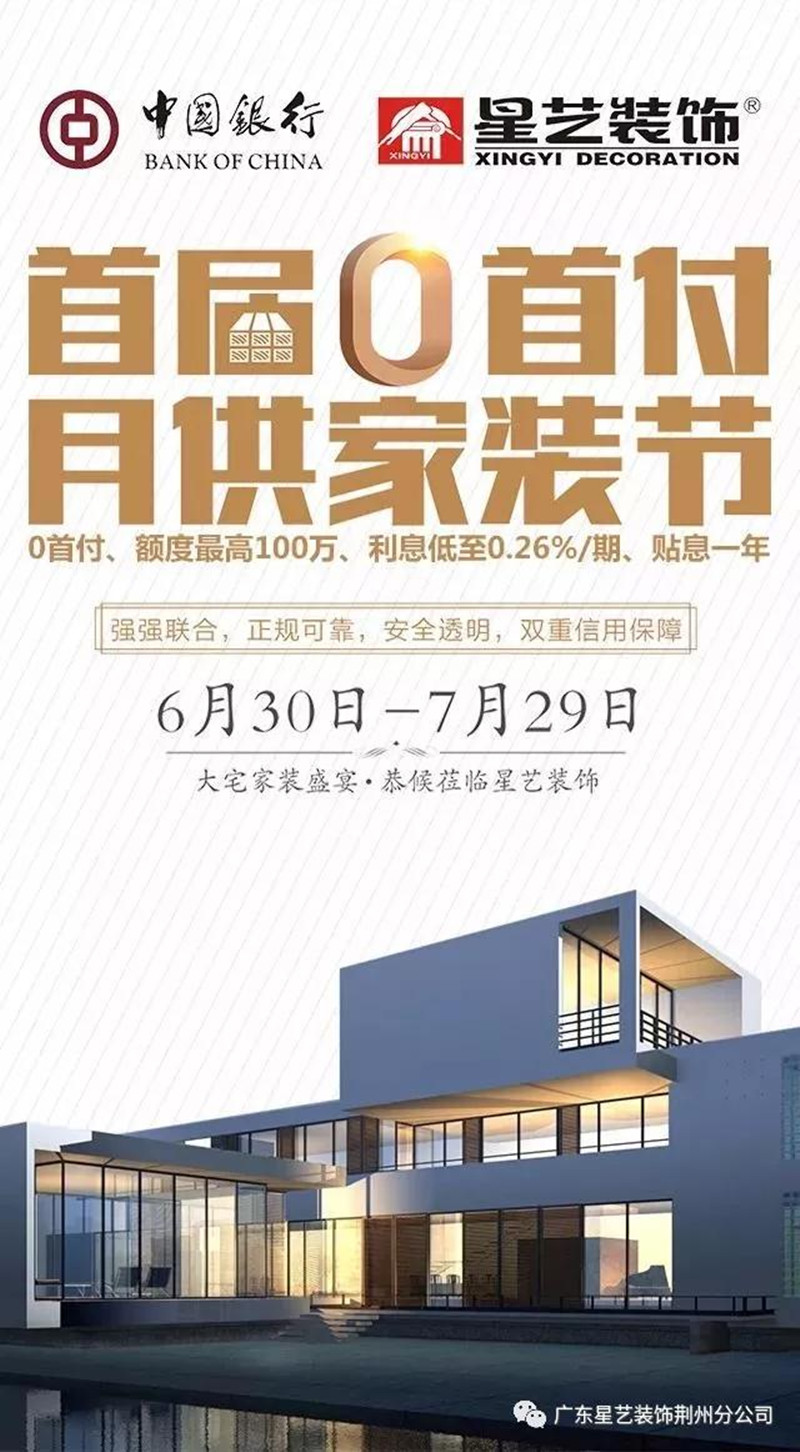 中国銀行
BANK OF CHINA
XINGYI
星艺装饰®
XINGYI DECORATION
首届0首付
月供家装节
0首付、额度最高100万、利息低至0.26%/期、贴息一年
强强联合，正规可靠，安全透明，双重信用保障
6月30日-7月29日
大宅家装盛宴·恭候莅临星艺装饰
广东星艺装饰荆州分公司